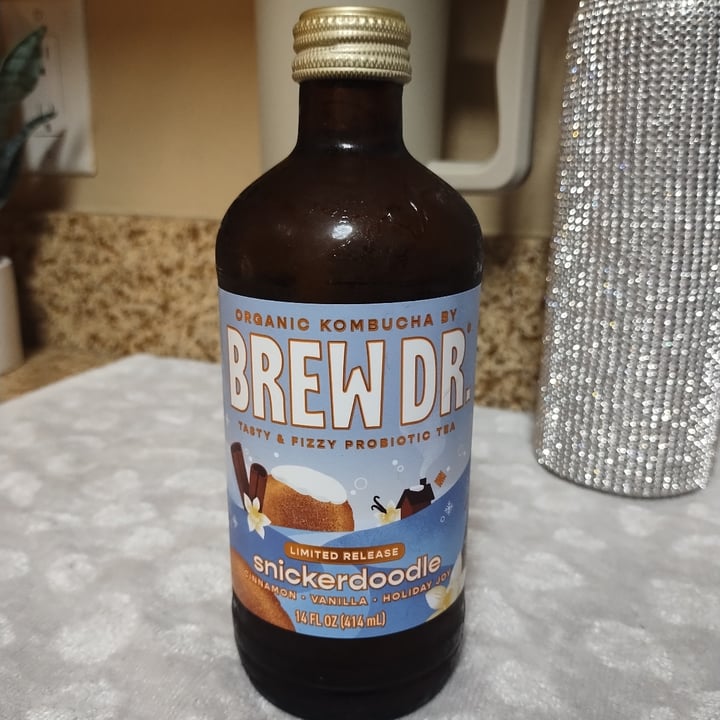 ORGANIC KOMBUCHA BY
BREW DR.®
TASTY & FIZZY PROBIOTIC TEA
LIMITED RELEASE
snickerdoodle
CINNAMON · VANILLA · HOLIDAY JOY
14 FL OZ (414 mL)